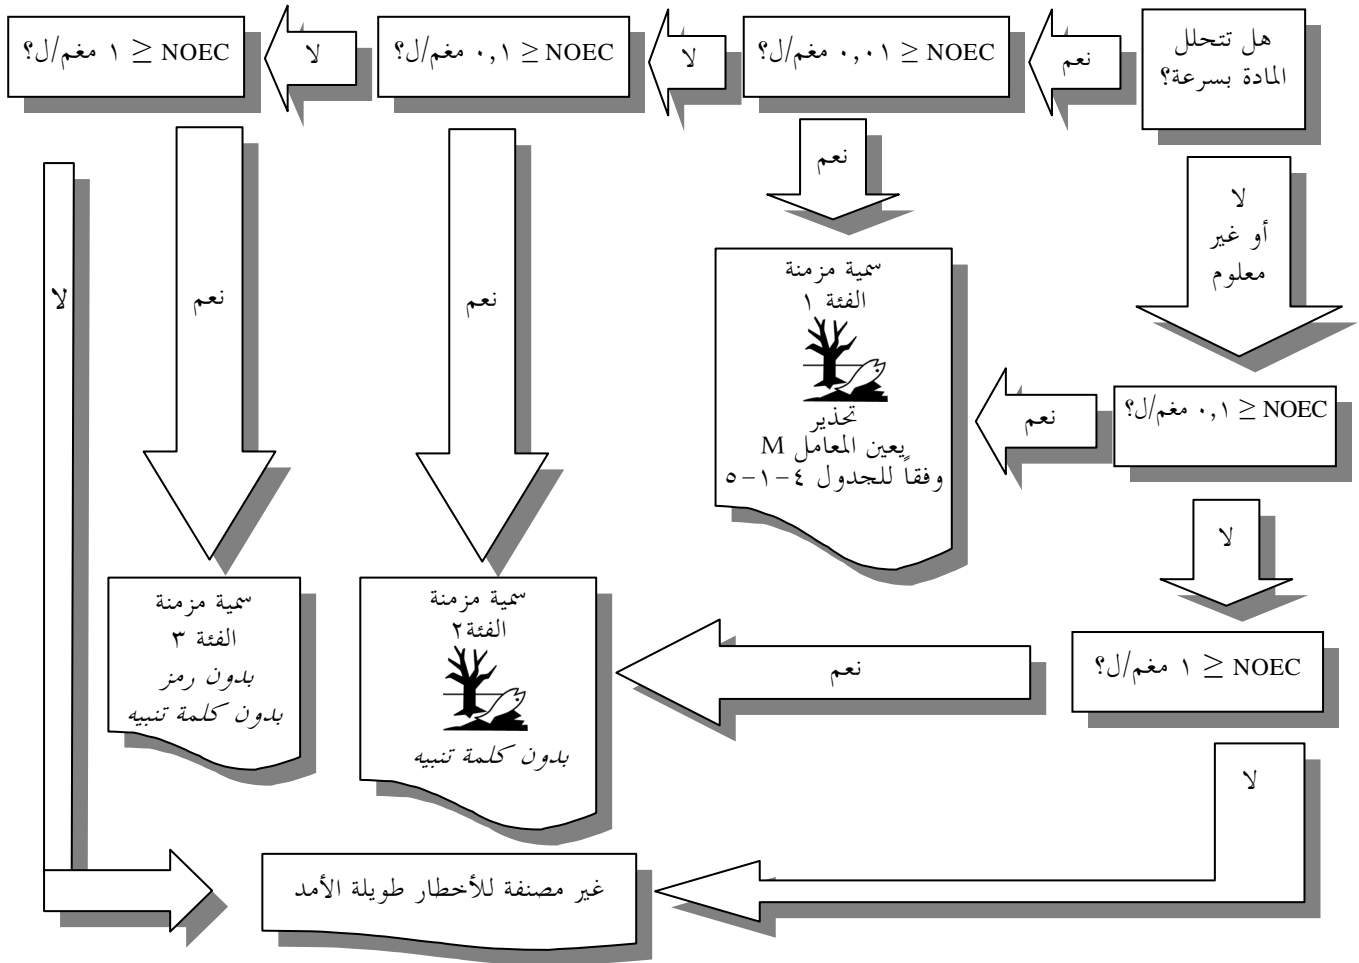 هل تتحلل
المادة بسرعة؟
نعم
NOEC ≤ ٠,٠١ مغم/ل؟
لا
NOEC ≤ ٠,١ مغم/ل؟
لا
NOEC ≤ ١ مغم/ل؟
نعم
لا
أو غير
معلوم
نعم
نعم
لا
سمية مزمنة
الفئة ١
تحذير
يعين المعامل M
وفقاً للجدول ٤-١-٥
نعم
NOEC ≤ ٠,١ مغم/ل؟
لا
سمية مزمنة
الفئة٢
بدون كلمة تنبيه
سمية مزمنة
الفئة ٣
بدون رمز
بدون كلمة تنبيه
نعم
NOEC ≤ ١ مغم/ل؟
لا
غير مصنفة للأخطار طويلة الأمد